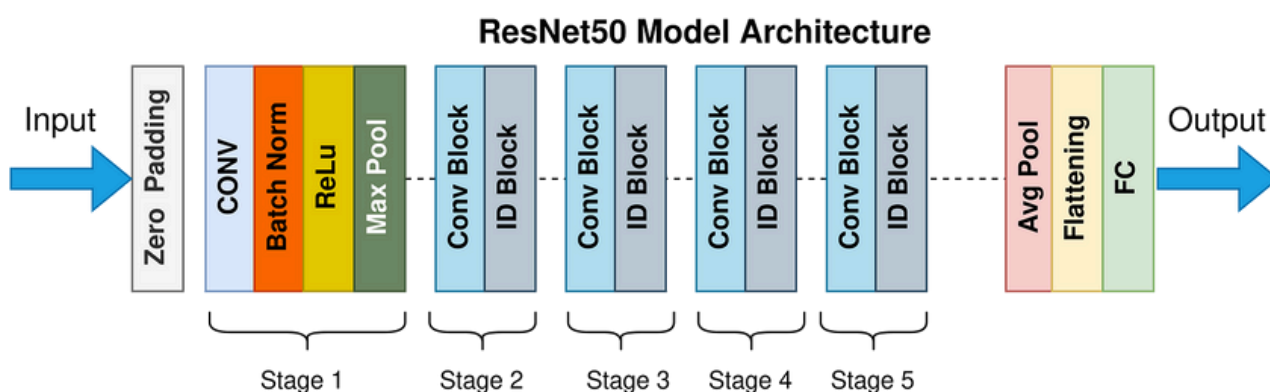 ResNet50 Model Architecture
Input
Zero Padding
CONV
Batch Norm
ReLu
Max Pool
Conv Block
ID Block
Conv Block
ID Block
Conv Block
ID Block
Conv Block
ID Block
Avg Pool
Flattening
FC
Output
Stage 1
Stage 2
Stage 3
Stage 4
Stage 5